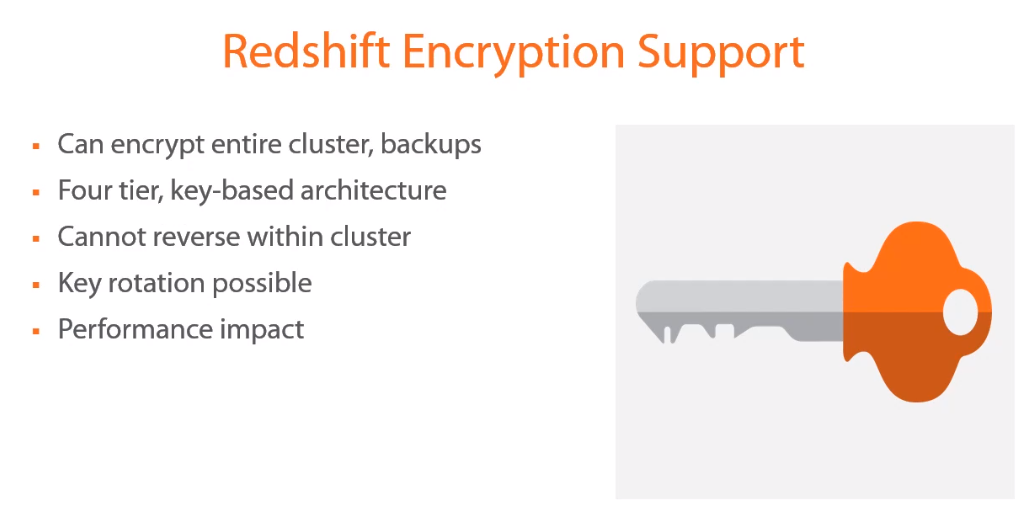 Redshift Encryption Support
▪ Can encrypt entire cluster, backups
▪ Four tier, key-based architecture
▪ Cannot reverse within cluster
▪ Key rotation possible
▪ Performance impact